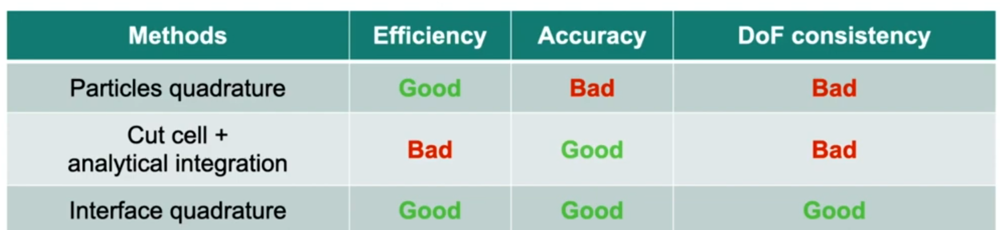 Methods Efficiency Accuracy DoF consistency
Particles quadrature Good Bad Bad
Cut cell +
analytical integration Bad Good Bad
Interface quadrature Good Good Good